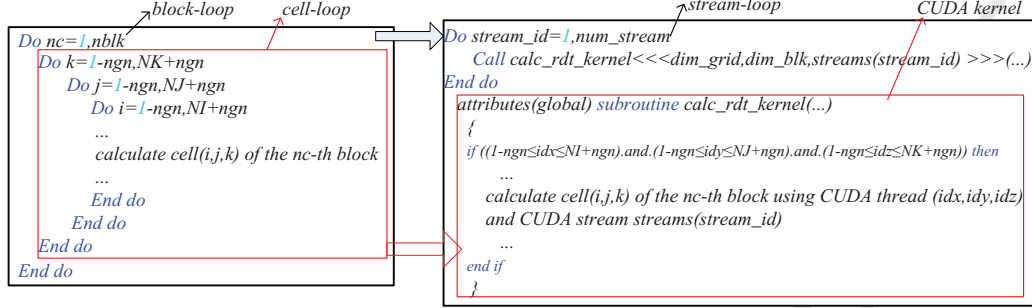 block-loop
cell-loop
Do nc=1,nblk
Do k=1-ngn,NK+ngn
Do j=1-ngn,NJ+ngn
Do i=1-ngn,NI+ngn
...
calculate cell(i,j,k) of the nc-th block
...
End do
End do
End do
End do
stream-loop
CUDA kernel
Do stream_id=1,num_stream
Call calc_rdt_kernel<<<dim_grid,dim_blk,streams(stream_id) >>>(...)
End do
attributes(global) subroutine calc_rdt_kernel(...)
{
if ((1-ngn≤idx≤NI+ngn).and.(1-ngn≤idy≤NJ+ngn).and.(1-ngn≤idz≤NK+ngn)) then
...
calculate cell(i,j,k) of the nc-th block using CUDA thread (idx,idy,idz)
and CUDA stream streams(stream_id)
...
end if
}